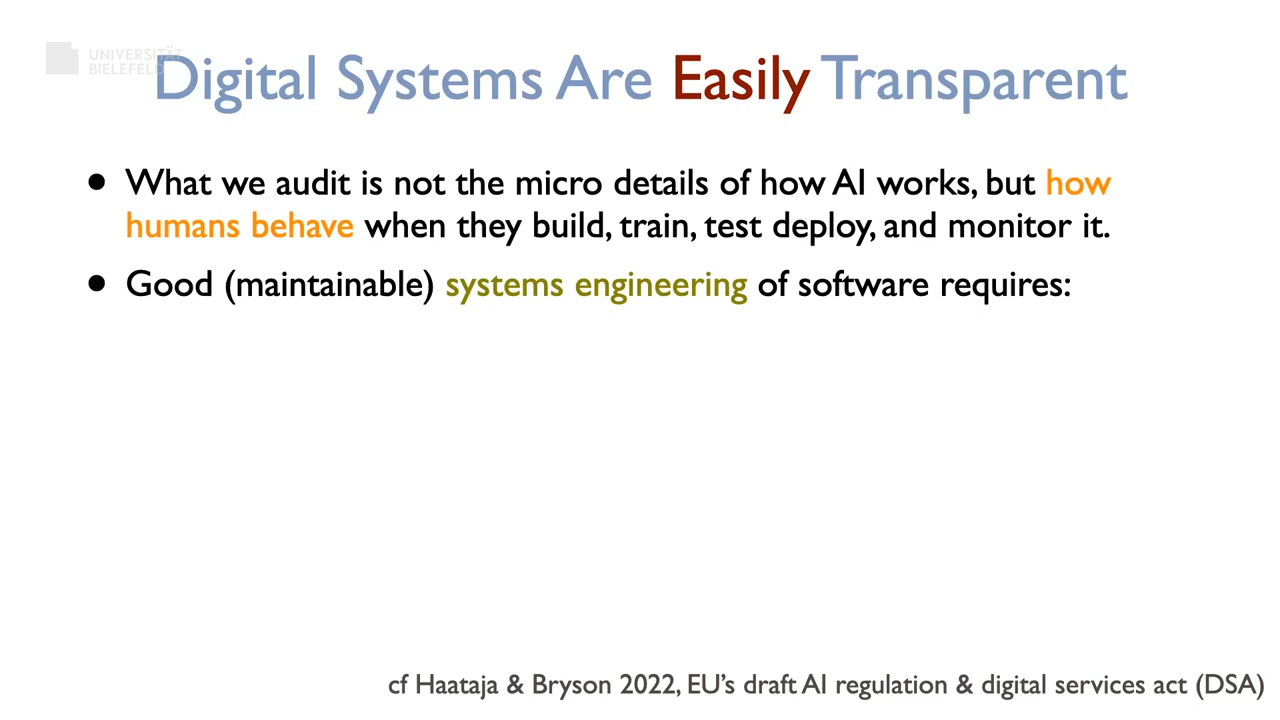 UNIVERSITÄT
BIELEFELD
Digital Systems Are Easily Transparent
• What we audit is not the micro details of how AI works, but how
humans behave when they build, train, test deploy, and monitor it.
• Good (maintainable) systems engineering of software requires:
cf Haataja & Bryson 2022, EU’s draft AI regulation & digital services act (DSA)